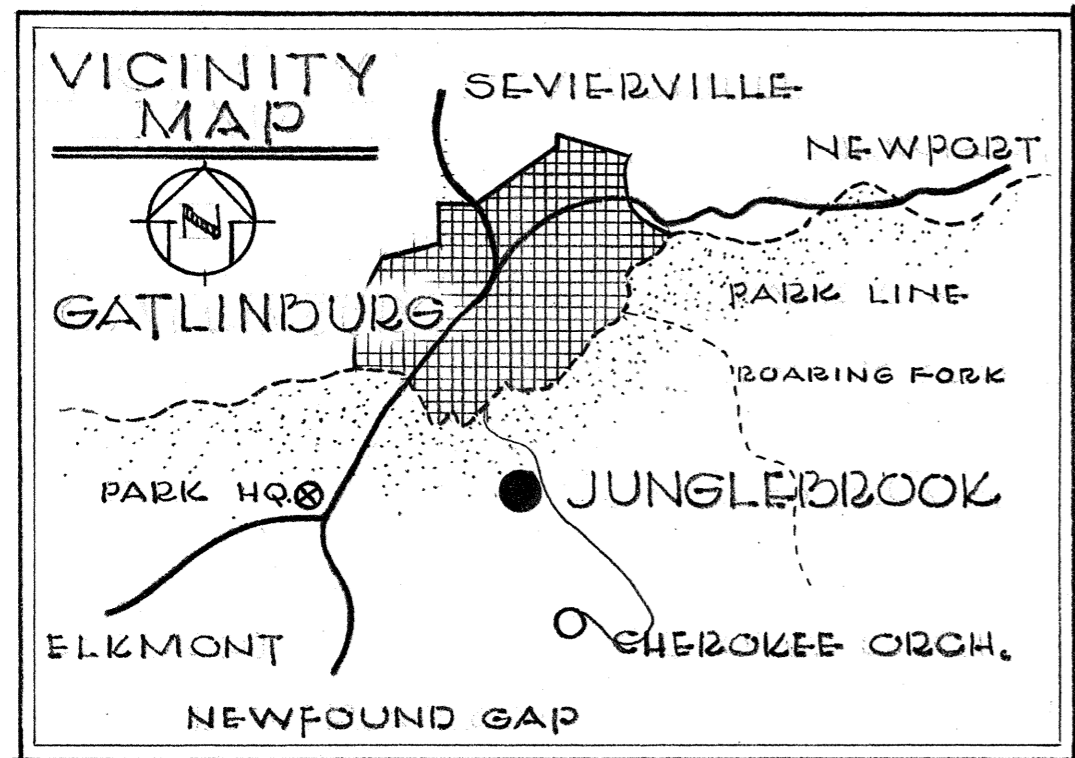 VICINITY
MAP
SEVIERVILLE
NEWPORT
N
GATLINBURG
PARK LINE
ROARING FORK
PARK HQ.
JUNGLEBROOK
ELKMONT
CHEROKEE ORCH.
NEWFOUND GAP